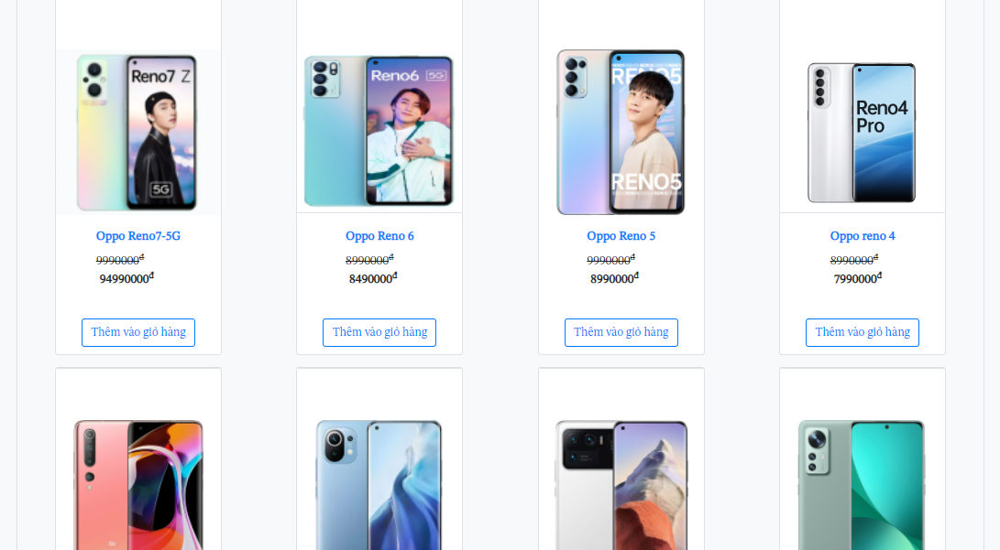 Reno7 Z
5G
Reno6 5G
RENO5
RENO5
Reno4
Pro
Oppo Reno7-5G
Oppo Reno 6
Oppo Reno 5
Oppo reno 4
9990000đ
8990000đ
9990000đ
8990000đ
94990000đ
8490000đ
8990000đ
7990000đ
Thêm vào giỏ hàng
Thêm vào giỏ hàng
Thêm vào giỏ hàng
Thêm vào giỏ hàng